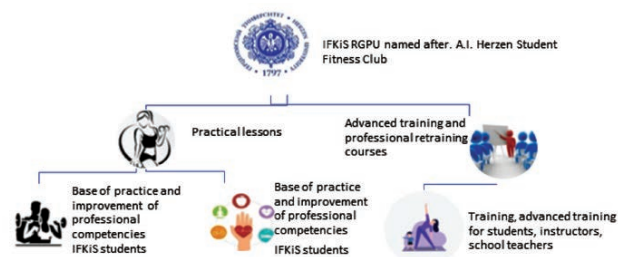 IFKiS RGPU named after. A.I. Herzen Student
Fitness Club
1797
Practical lessons
Advanced training and
professional retraining
courses
Base of practice and
improvement of
professional
competencies
IFKiS students
Base of practice
and improvement
of professional
competencies
IFKiS students
Training, advanced training
for students, instructors,
school teachers